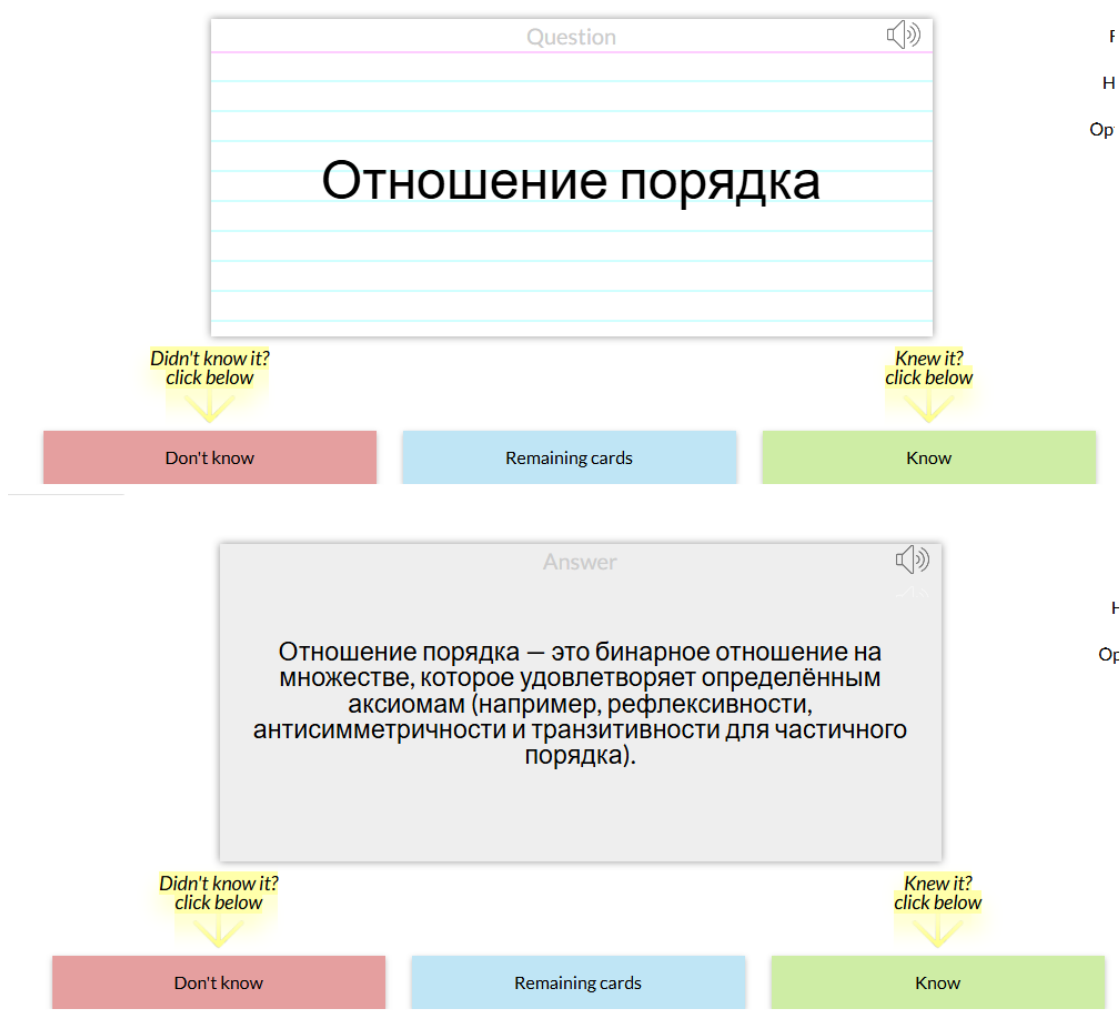 Question
Отношение порядка
Didn't know it?
click below
Knew it?
click below
Don't know
Remaining cards
Know
Answer
Отношение порядка — это бинарное отношение на
множестве, которое удовлетворяет определённым
аксиомам (например, рефлексивности,
антисимметричности и транзитивности для частичного
порядка).
Didn't know it?
click below
Knew it?
click below
Don't know
Remaining cards
Know